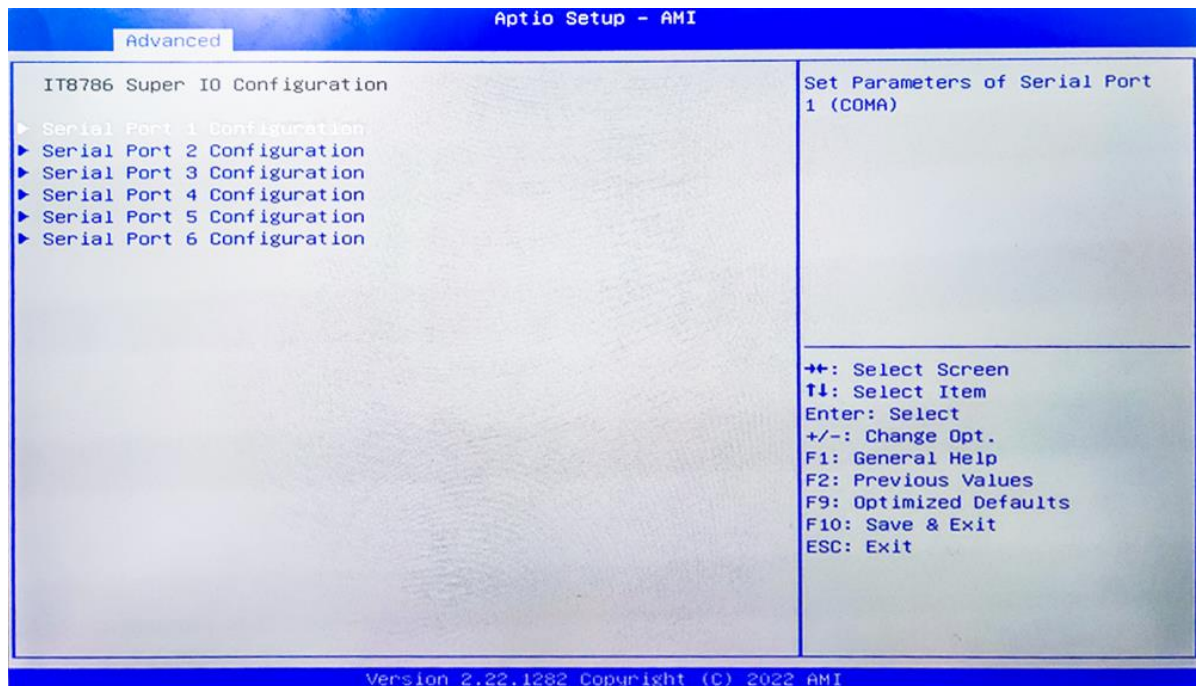 Aptio Setup – AMI
Advanced
IT8786 Super IO Configuration
▶ Serial Port 1 Configuration
▶ Serial Port 2 Configuration
▶ Serial Port 3 Configuration
▶ Serial Port 4 Configuration
▶ Serial Port 5 Configuration
▶ Serial Port 6 Configuration
Set Parameters of Serial Port
1 (COMA)
→←: Select Screen
↑↓: Select Item
Enter: Select
+/-: Change Opt.
F1: General Help
F2: Previous Values
F9: Optimized Defaults
F10: Save & Exit
ESC: Exit
Version 2.22.1282 Copyright (C) 2022 AMI